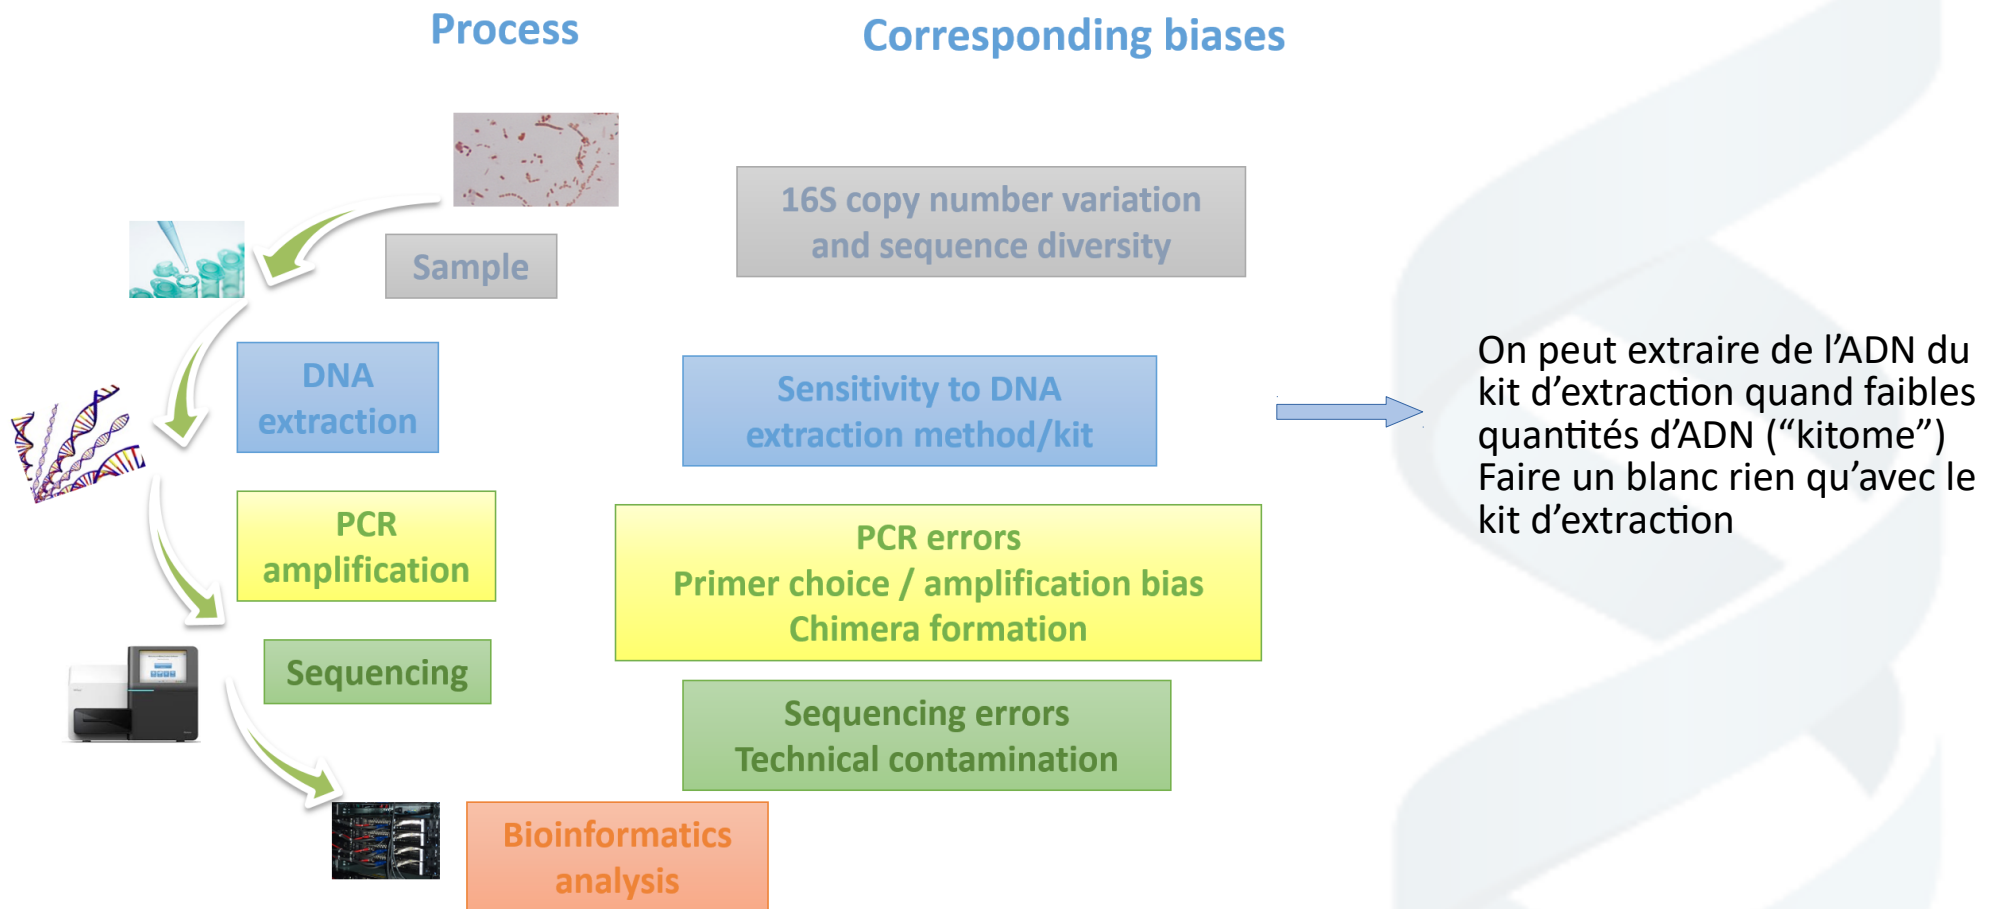 Process
Corresponding biases
16S copy number variation
and sequence diversity
Sample
DNA
extraction
Sensitivity to DNA
extraction method/kit
On peut extraire de l’ADN du
kit d’extraction quand faibles
quantités d’ADN (“kitome”)
Faire un blanc rien qu’avec le
kit d’extraction
PCR
amplification
PCR errors
Primer choice / amplification bias
Chimera formation
Sequencing
Sequencing errors
Technical contamination
Bioinformatics
analysis